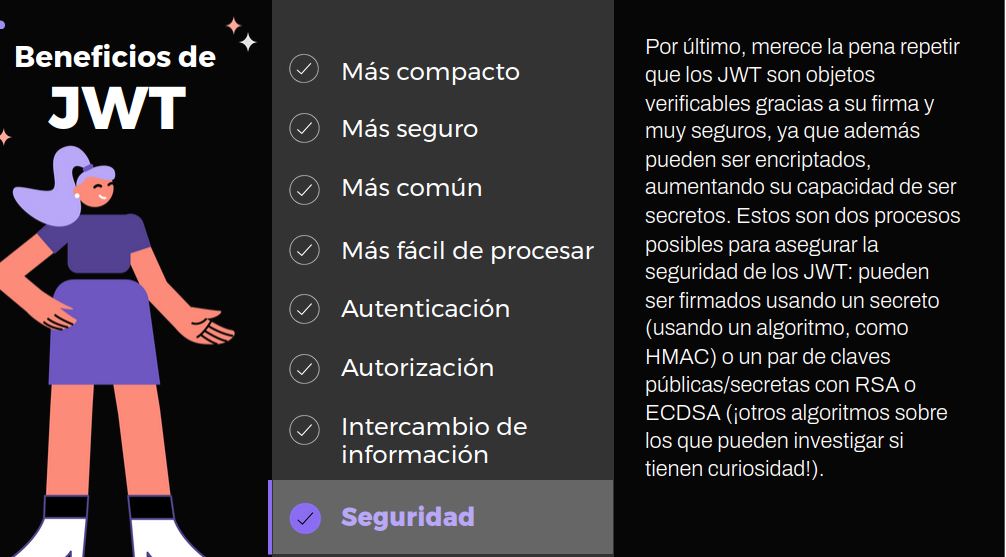 Beneficios de
JWT
Más compacto
Más seguro
Más común
Más fácil de procesar
Autenticación
Autorización
Intercambio de
información
Seguridad
Por último, merece la pena repetir
que los JWT son objetos
verificables gracias a su firma y
muy seguros, ya que además
pueden ser encriptados,
aumentando su capacidad de ser
secretos. Estos son dos procesos
posibles para asegurar la
seguridad de los JWT: pueden
ser firmados usando un secreto
(usando un algoritmo, como
HMAC) o un par de claves
públicas/secretas con RSA o
ECDSA (¡otros algoritmos sobre
los que pueden investigar si
tienen curiosidad!).